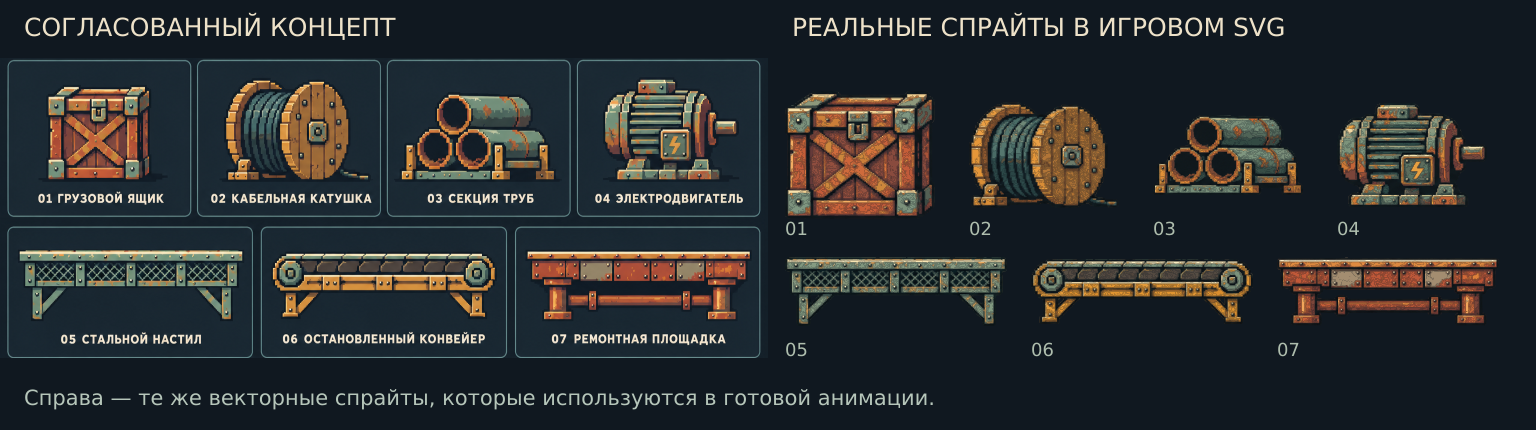 СОГЛАСОВАННЫЙ КОНЦЕПТ
РЕАЛЬНЫЕ СПРАЙТЫ В ИГРОВОМ SVG
01 ГРУЗОВОЙ ЯЩИК
02 КАБЕЛЬНАЯ КАТУШКА
03 СЕКЦИЯ ТРУБ
04 ЭЛЕКТРОДВИГАТЕЛЬ
05 СТАЛЬНОЙ НАСТИЛ
06 ОСТАНОВЛЕННЫЙ КОНВЕЙЕР
07 РЕМОНТНАЯ ПЛОЩАДКА
01
02
03
04
05
06
07
Справа — те же векторные спрайты, которые используются в готовой анимации.